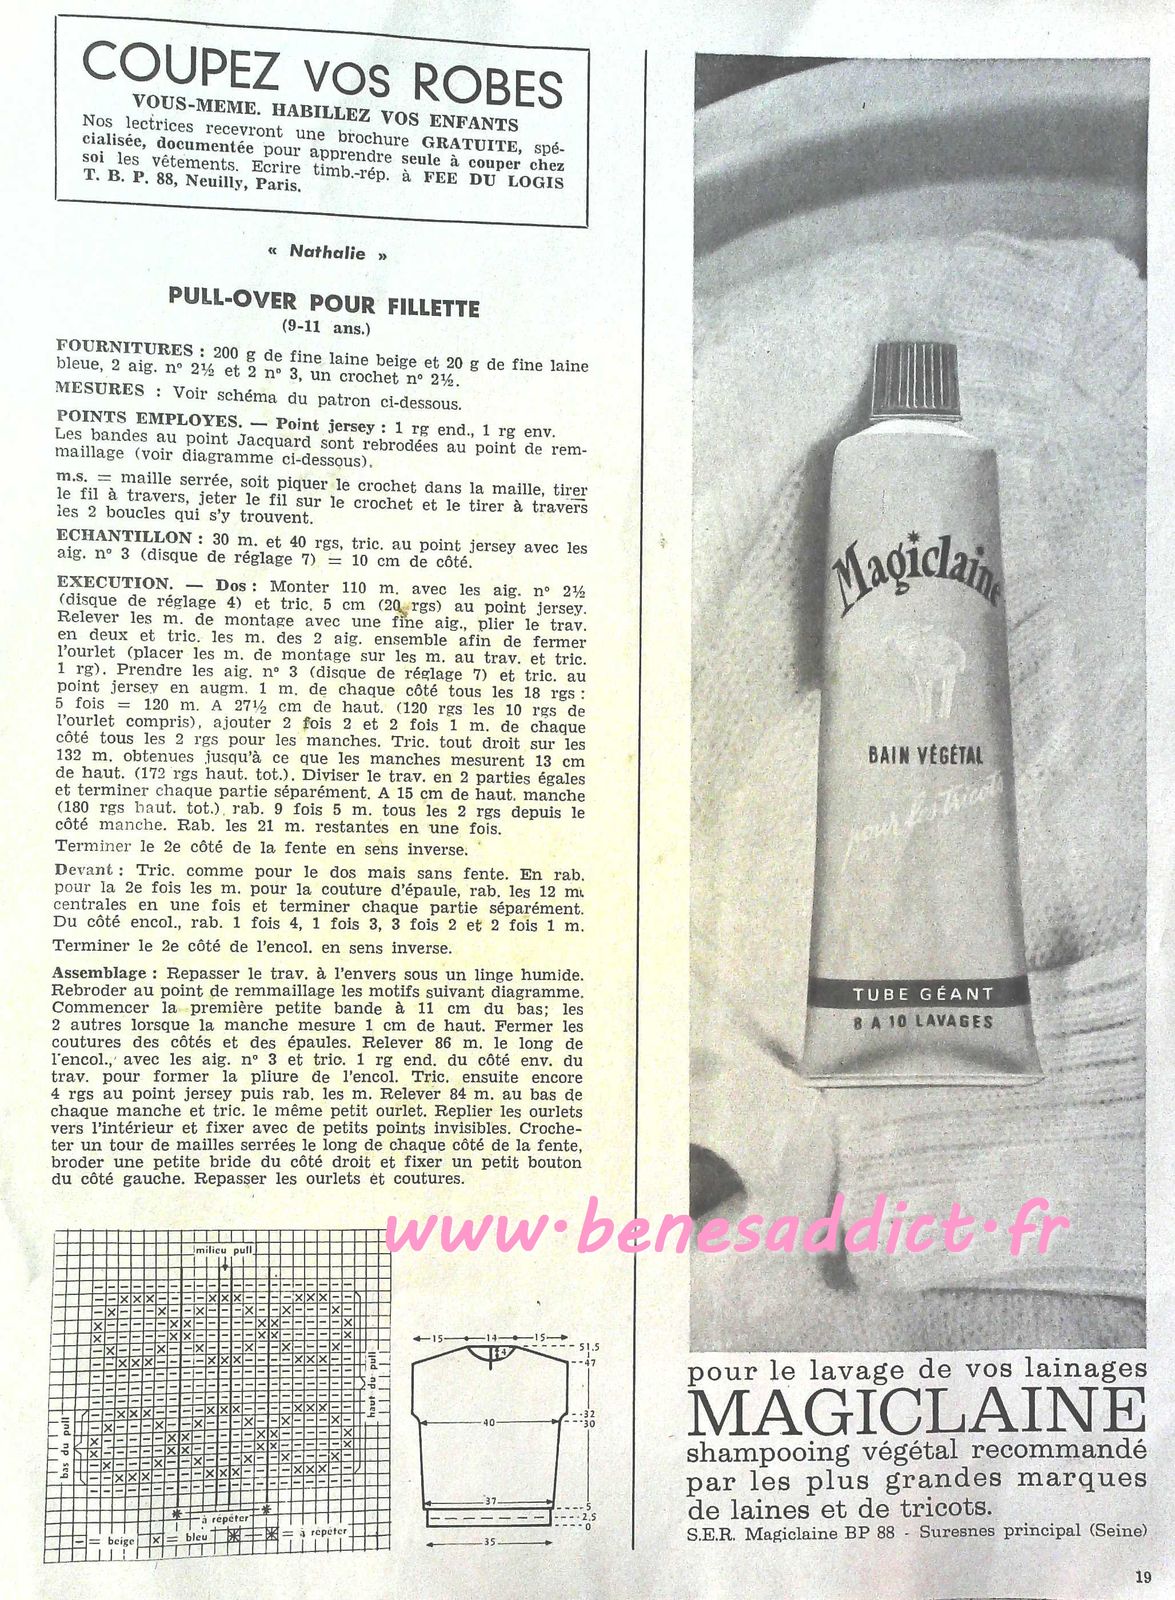 COUPEZ VOS ROBES
VOUS-MEME. HABILLEZ VOS ENFANTS
Nos lectrices recevront une brochure GRATUITE, spé-
cialisée, documentée pour apprendre seule à couper chez
soi les vêtements. Ecrire timb.-rép. à FEE DU LOGIS
T. B. P. 88, Neuilly, Paris.
« Nathalie »
PULL-OVER POUR FILLETTE
(9-11 ans.)
FOURNITURES : 200 g de fine laine beige et 20 g de fine laine
bleue, 2 aig. n° 2½ et 2 n° 3, un crochet n° 2½.
MESURES : Voir schéma du patron ci-dessous.
POINTS EMPLOYES. — Point jersey : 1 rg end., 1 rg env.
Les bandes au point Jacquard sont rebrodées au point de rem-
maillage (voir diagramme ci-dessous).
m.s. = maille serrée, soit piquer le crochet dans la maille, tirer
le fil à travers, jeter le fil sur le crochet et le tirer à travers
les 2 boucles qui s'y trouvent.
ECHANTILLON : 30 m. et 40 rgs, tric. au point jersey avec les
aig. n° 3 (disque de réglage 7) = 10 cm de côté.
EXECUTION. — Dos : Monter 110 m. avec les aig. n° 2½
(disque de réglage 4) et tric. 5 cm (20 rgs) au point jersey.
Relever les m. de montage avec une fine aig., plier le trav.
en deux et tric. les m. des 2 aig. ensemble afin de fermer
l'ourlet (placer les m. de montage sur les m. au trav. et tric.
1 rg). Prendre les aig. n° 3 (disque de réglage 7) et tric. au
point jersey en augm. 1 m. de chaque côté tous les 18 rgs :
5 fois = 120 m. A 27½ cm de haut. (120 rgs les 10 rgs de
l'ourlet compris), ajouter 2 fois 2 et 2 fois 1 m. de chaque
côté tous les 2 rgs pour les manches. Tric. tout droit sur les
132 m. obtenues jusqu'à ce que les manches mesurent 13 cm
de haut. (172 rgs haut. tot.). Diviser le trav. en 2 parties égales
et terminer chaque partie séparément. A 15 cm de haut. manche
(180 rgs haut. tot.), rab. 9 fois 5 m. tous les 2 rgs depuis le
côté manche. Rab. les 21 m. restantes en une fois.
Terminer le 2e côté de la fente en sens inverse.
Devant : Tric. comme pour le dos mais sans fente. En rab.
pour la 2e fois les m. pour la couture d'épaule, rab. les 12 m.
centrales en une fois et terminer chaque partie séparément.
Du côté encol., rab. 1 fois 4, 1 fois 3, 3 fois 2 et 2 fois 1 m.
Terminer le 2e côté de l'encol. en sens inverse.
Assemblage : Repasser le trav. à l'envers sous un linge humide.
Rebroder au point de remmaillage les motifs suivant diagramme.
Commencer la première petite bande à 11 cm du bas; les
2 autres lorsque la manche mesure 1 cm de haut. Fermer les
coutures des côtés et des épaules. Relever 86 m. le long de
l'encol., avec les aig. n° 3 et tric. 1 rg end. du côté env. du
trav. pour former la pliure de l'encol. Tric. ensuite encore
4 rgs au point jersey puis rab. les m. Relever 84 m. au bas de
chaque manche et tric. le même petit ourlet. Replier les ourlets
vers l'intérieur et fixer avec de petits points invisibles. Croche-
ter un tour de mailles serrées le long de chaque côté de la fente,
broder une petite bride du côté droit et fixer un petit bouton
du côté gauche. Repasser les ourlets et coutures.
milieu pull
haut du pull
bas du pull
à répéter
= beige
= bleu
= à répéter
15 14 15
4
51,5
47
32
30
40
37
5
2,5
0
35
Magiclaine
BAIN VÉGÉTAL
pour les Tricots
TUBE GÉANT
8 A 10 LAVAGES
www.benesaddict.fr
pour le lavage de vos lainages
MAGICLAINE
shampooing végétal recommandé
par les plus grandes marques
de laines et de tricots.
S.E.R. Magiclaine BP 88 - Suresnes principal (Seine)
19